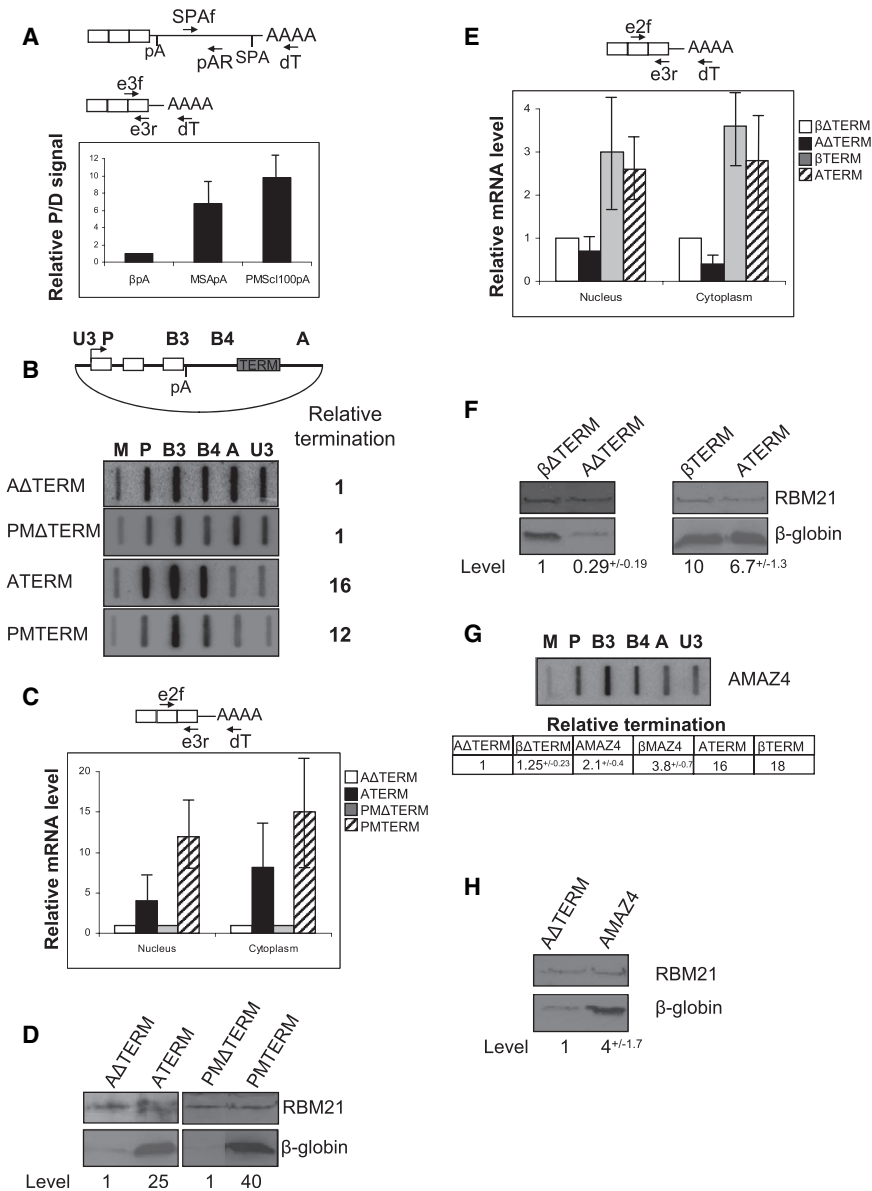 A
SPAf
AAAA
pA
pAR
SPA
dT
e3f
AAAA
e3r
dT
Relative P/D signal
12
10
8
6
4
2
0
βpA
MSApA
PMScl100pA
B
U3 P B3 B4 A
TERM
pA
Relative
termination
M P B3 B4 A U3
AΔTERM
1
PMΔTERM
1
ATERM
16
PMTERM
12
C
e2f
AAAA
e3r
dT
Relative mRNA level
20
15
10
5
0
Nucleus
Cytoplasm
AΔTERM
ATERM
PMΔTERM
PMTERM
D
AΔTERM
ATERM
PMΔTERM
PMTERM
RBM21
β-globin
Level 1 25 1 40
E
e2f
AAAA
e3r
dT
Relative mRNA level
4
3
2
1
0
Nucleus
Cytoplasm
βΔTERM
AΔTERM
βTERM
ATERM
F
βΔTERM
AΔTERM
βTERM
ATERM
RBM21
β-globin
Level 1 0.29+/-0.19 10 6.7+/-1.3
G
M P B3 B4 A U3
AMAZ4
Relative termination
AΔTERM βΔTERM AMAZ4 βMAZ4 ATERM βTERM
1 1.25+/-0.23 2.1+/-0.4 3.8+/-0.7 16 18
H
AΔTERM
AMAZ4
RBM21
β-globin
Level 1 4+/-1.7